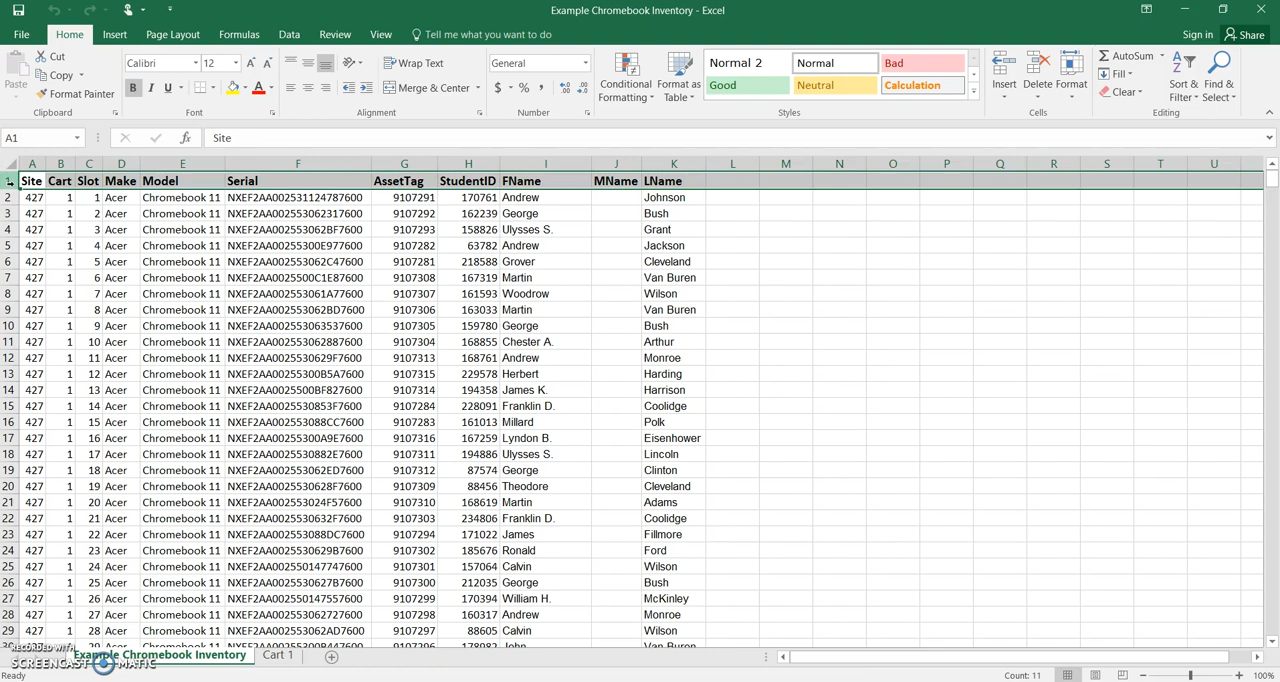 Example Chromebook Inventory - Excel
File Home Insert Page Layout Formulas Data Review View Tell me what you want to do Sign in Share
Paste Cut Copy Format Painter Clipboard
Calibri 12 A A B I U A Font
Wrap Text Merge & Center Alignment
General $ % , Number
Conditional Formatting Format as Table Normal 2 Normal Bad Good Neutral Calculation Styles
Insert Delete Format Cells
AutoSum Fill Clear Sort & Filter Find & Select Editing
A1 fx Site
A B C D E F G H I J K L M N O P Q R S T U
1 Site Cart Slot Make Model Serial AssetTag StudentID FName MName LName
2 427 1 1 Acer Chromebook 11 NXEF2AA002531124787600 9107291 170761 Andrew Johnson
3 427 1 2 Acer Chromebook 11 NXEF2AA002553062317600 9107292 162239 George Bush
4 427 1 3 Acer Chromebook 11 NXEF2AA002553062BF7600 9107293 158826 Ulysses S. Grant
5 427 1 4 Acer Chromebook 11 NXEF2AA00255300E977600 9107282 63782 Andrew Jackson
6 427 1 5 Acer Chromebook 11 NXEF2AA002553062C47600 9107281 218588 Grover Cleveland
7 427 1 6 Acer Chromebook 11 NXEF2AA0025500C1E87600 9107308 167319 Martin Van Buren
8 427 1 7 Acer Chromebook 11 NXEF2AA002553061A77600 9107307 161593 Woodrow Wilson
9 427 1 8 Acer Chromebook 11 NXEF2AA002553062BD7600 9107306 163033 Martin Van Buren
10 427 1 9 Acer Chromebook 11 NXEF2AA002553063537600 9107305 159780 George Bush
11 427 1 10 Acer Chromebook 11 NXEF2AA002553062887600 9107304 168855 Chester A. Arthur
12 427 1 11 Acer Chromebook 11 NXEF2AA0025530629F7600 9107313 168761 Andrew Monroe
13 427 1 12 Acer Chromebook 11 NXEF2AA00255300B5A7600 9107315 229578 Herbert Harding
14 427 1 13 Acer Chromebook 11 NXEF2AA0025500BF827600 9107314 194358 James K. Harrison
15 427 1 14 Acer Chromebook 11 NXEF2AA0025530853F7600 9107284 228091 Franklin D. Coolidge
16 427 1 15 Acer Chromebook 11 NXEF2AA002553088CC7600 9107283 161013 Millard Polk
17 427 1 16 Acer Chromebook 11 NXEF2AA00255300A9E7600 9107316 167259 Lyndon B. Eisenhower
18 427 1 17 Acer Chromebook 11 NXEF2AA0025530882E7600 9107311 194886 Ulysses S. Lincoln
19 427 1 18 Acer Chromebook 11 NXEF2AA002553062ED7600 9107312 87574 George Clinton
20 427 1 19 Acer Chromebook 11 NXEF2AA0025530628F7600 9107309 88456 Theodore Cleveland
21 427 1 20 Acer Chromebook 11 NXEF2AA002553024F57600 9107310 168619 Martin Adams
22 427 1 21 Acer Chromebook 11 NXEF2AA0025530632F7600 9107303 234806 Franklin D. Coolidge
23 427 1 22 Acer Chromebook 11 NXEF2AA002553088DC7600 9107294 171022 James Fillmore
24 427 1 23 Acer Chromebook 11 NXEF2AA0025530629B7600 9107302 185676 Ronald Ford
25 427 1 24 Acer Chromebook 11 NXEF2AA002550147747600 9107301 157064 Calvin Wilson
26 427 1 25 Acer Chromebook 11 NXEF2AA0025530627B7600 9107300 212035 George Bush
27 427 1 26 Acer Chromebook 11 NXEF2AA002550147557600 9107299 170394 William H. McKinley
28 427 1 27 Acer Chromebook 11 NXEF2AA002553062727600 9107298 160317 Andrew Monroe
29 427 1 28 Acer Chromebook 11 NXEF2AA002553062AD7600 9107297 88605 Calvin Wilson
RECORDED WITH
SCREENCAST-O-MATIC
Example Chromebook Inventory Cart 1
Ready Count: 11 100%